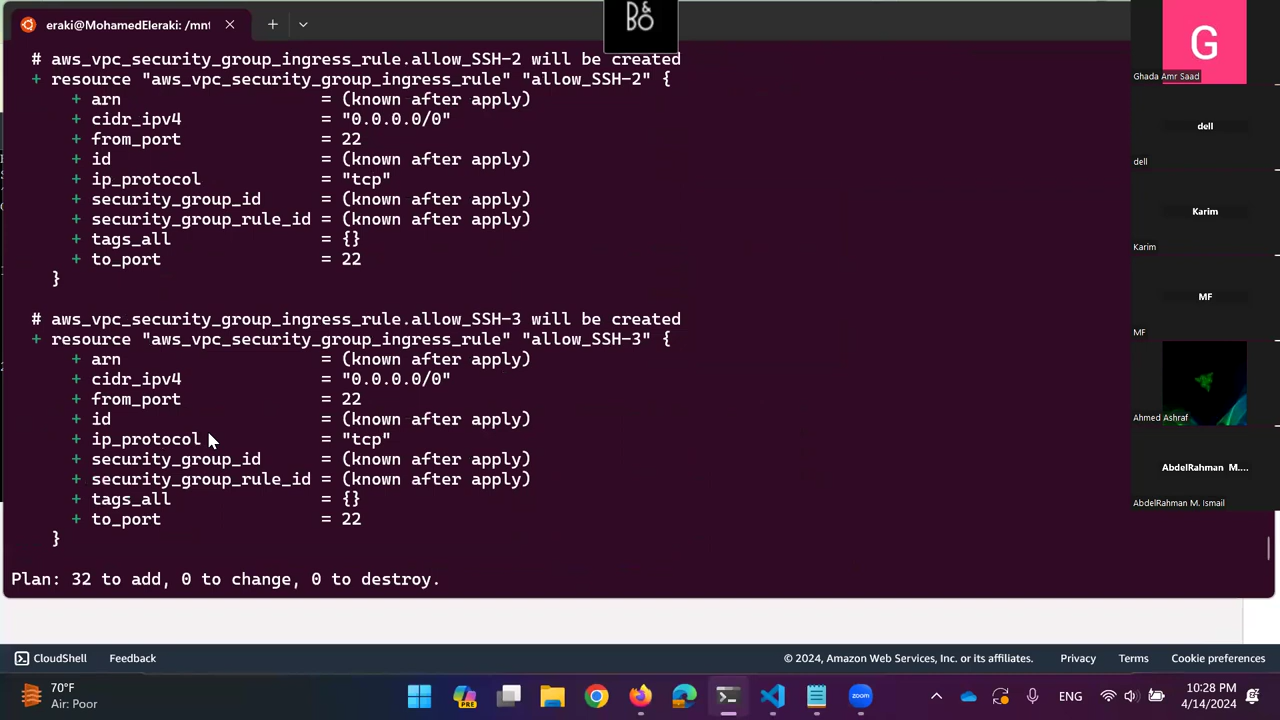 eraki@MohamedEleraki: /mnt
B&
BO
# aws_vpc_security_group_ingress_rule.allow_SSH-2 will be created
+ resource "aws_vpc_security_group_ingress_rule" "allow_SSH-2" {
+ arn = (known after apply)
+ cidr_ipv4 = "0.0.0.0/0"
+ from_port = 22
+ id = (known after apply)
+ ip_protocol = "tcp"
+ security_group_id = (known after apply)
+ security_group_rule_id = (known after apply)
+ tags_all = {}
+ to_port = 22
}
# aws_vpc_security_group_ingress_rule.allow_SSH-3 will be created
+ resource "aws_vpc_security_group_ingress_rule" "allow_SSH-3" {
+ arn = (known after apply)
+ cidr_ipv4 = "0.0.0.0/0"
+ from_port = 22
+ id = (known after apply)
+ ip_protocol = "tcp"
+ security_group_id = (known after apply)
+ security_group_rule_id = (known after apply)
+ tags_all = {}
+ to_port = 22
}
Plan: 32 to add, 0 to change, 0 to destroy.
G
Ghada Amr Saad
dell
dell
Karim
Karim
MF
MF
Ahmed Ashraf
AbdelRahman M....
AbdelRahman M. Ismail
CloudShell Feedback © 2024, Amazon Web Services, Inc. or its affiliates. Privacy Terms Cookie preferences
70°F
Air: Poor
PRE
zoom
ENG
10:28 PM
4/14/2024